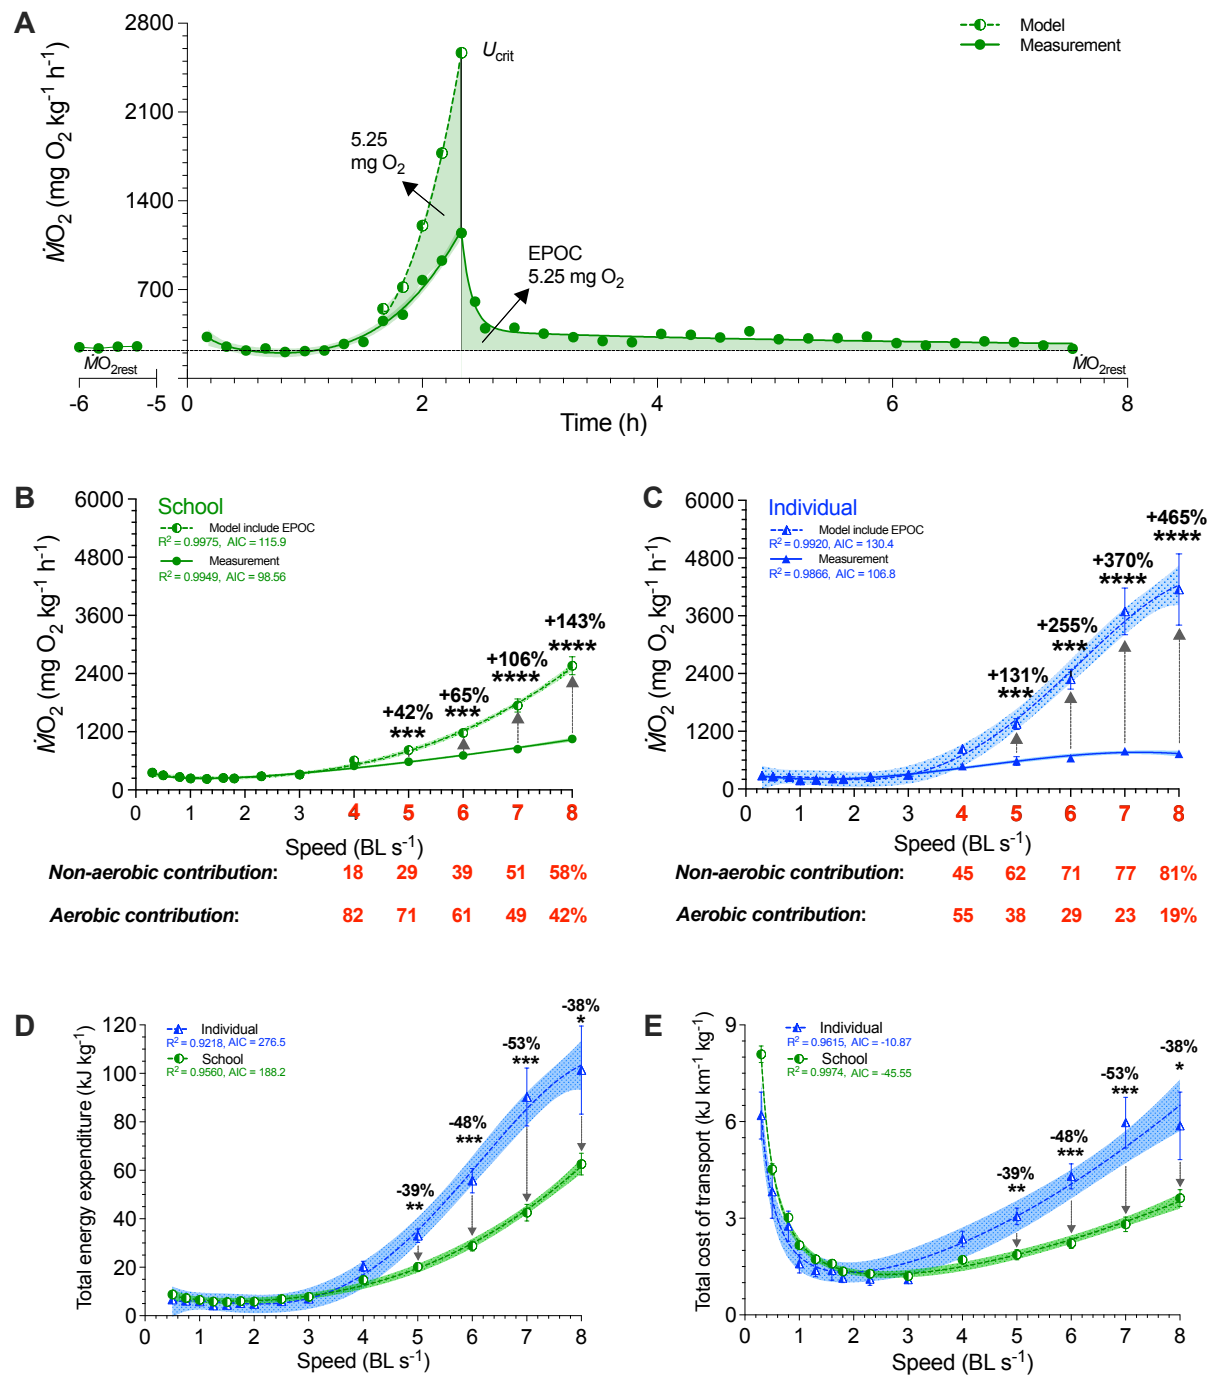 A
2800
2100
1400
700
0
ṀO2 (mg O2 kg-1 h-1)
Ucrit
Model
Measurement
5.25
mg O2
EPOC
5.25 mg O2
ṀO2rest
ṀO2rest
-6 -5 0 2 4 6 8
Time (h)
B
School
Model include EPOC
R2 = 0.9975, AIC = 115.9
Measurement
R2 = 0.9949, AIC = 98.56
6000
4800
3600
2400
1200
0
ṀO2 (mg O2 kg-1 h-1)
+42%
***
+65%
***
+106%
****
+143%
****
0 1 2 3 4 5 6 7 8
Speed (BL s-1)
Non-aerobic contribution: 18 29 39 51 58%
Aerobic contribution: 82 71 61 49 42%
C
Individual
Model include EPOC
R2 = 0.9920, AIC = 130.4
Measurement
R2 = 0.9866, AIC = 106.8
6000
4800
3600
2400
1200
0
ṀO2 (mg O2 kg-1 h-1)
+131%
***
+255%
***
+370%
****
+465%
****
0 1 2 3 4 5 6 7 8
Speed (BL s-1)
Non-aerobic contribution: 45 62 71 77 81%
Aerobic contribution: 55 38 29 23 19%
D
Individual
R2 = 0.9218, AIC = 276.5
School
R2 = 0.9560, AIC = 188.2
120
100
80
60
40
20
0
Total energy expenditure (kJ kg-1)
-39%
**
-48%
***
-53%
***
-38%
*
0 1 2 3 4 5 6 7 8
Speed (BL s-1)
E
Individual
R2 = 0.9615, AIC = -10.87
School
R2 = 0.9974, AIC = -45.55
9
6
3
0
Total cost of transport (kJ km-1 kg-1)
-39%
**
-48%
***
-53%
***
-38%
*
0 1 2 3 4 5 6 7 8
Speed (BL s-1)